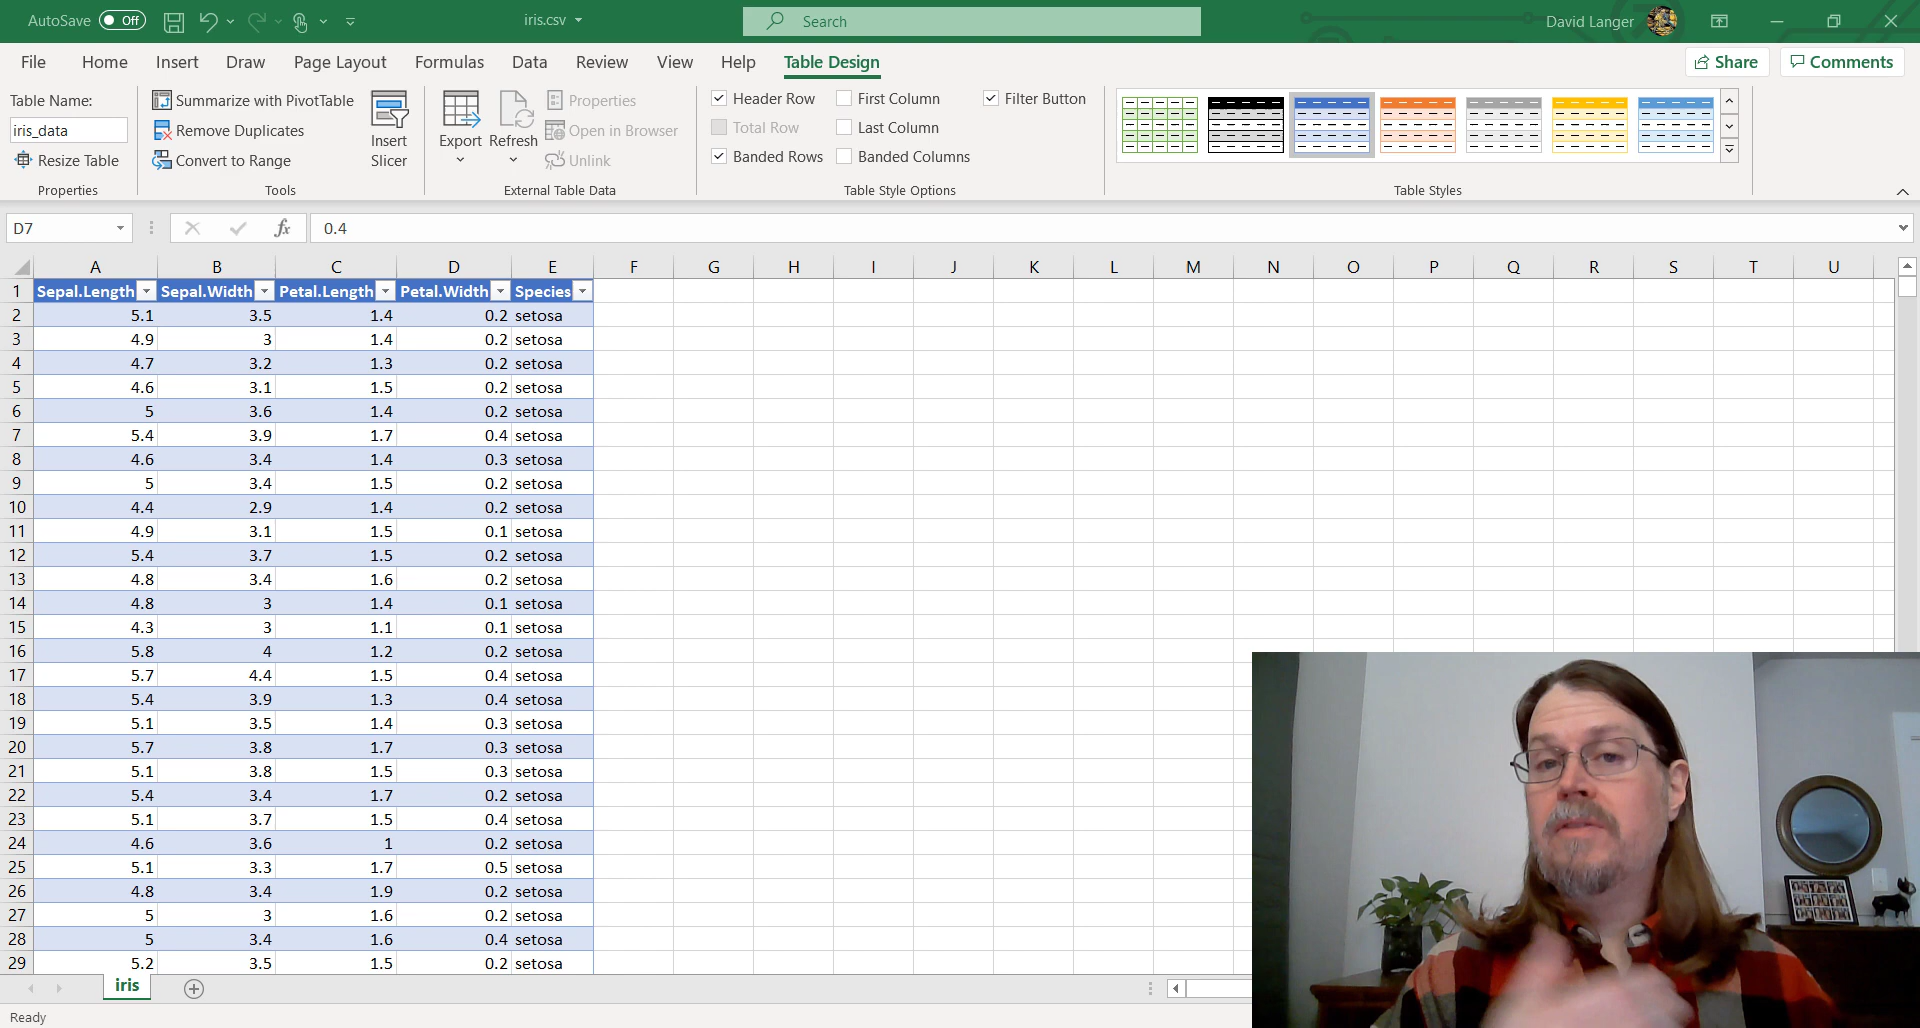 AutoSave Off iris.csv Search David Langer
File Home Insert Draw Page Layout Formulas Data Review View Help Table Design Share Comments
Table Name:
iris_data
Resize Table
Properties
Summarize with PivotTable
Remove Duplicates
Convert to Range
Tools
Insert
Slicer
Export
Refresh
Properties
Open in Browser
Unlink
External Table Data
Header Row First Column Filter Button
Total Row Last Column
Banded Rows Banded Columns
Table Style Options
Table Styles
D7 fx 0.4
A B C D E F G H I J K L M N O P Q R S T U
1 Sepal.Length Sepal.Width Petal.Length Petal.Width Species
2 5.1 3.5 1.4 0.2 setosa
3 4.9 3 1.4 0.2 setosa
4 4.7 3.2 1.3 0.2 setosa
5 4.6 3.1 1.5 0.2 setosa
6 5 3.6 1.4 0.2 setosa
7 5.4 3.9 1.7 0.4 setosa
8 4.6 3.4 1.4 0.3 setosa
9 5 3.4 1.5 0.2 setosa
10 4.4 2.9 1.4 0.2 setosa
11 4.9 3.1 1.5 0.1 setosa
12 5.4 3.7 1.5 0.2 setosa
13 4.8 3.4 1.6 0.2 setosa
14 4.8 3 1.4 0.1 setosa
15 4.3 3 1.1 0.1 setosa
16 5.8 4 1.2 0.2 setosa
17 5.7 4.4 1.5 0.4 setosa
18 5.4 3.9 1.3 0.4 setosa
19 5.1 3.5 1.4 0.3 setosa
20 5.7 3.8 1.7 0.3 setosa
21 5.1 3.8 1.5 0.3 setosa
22 5.4 3.4 1.7 0.2 setosa
23 5.1 3.7 1.5 0.4 setosa
24 4.6 3.6 1 0.2 setosa
25 5.1 3.3 1.7 0.5 setosa
26 4.8 3.4 1.9 0.2 setosa
27 5 3 1.6 0.2 setosa
28 5 3.4 1.6 0.4 setosa
29 5.2 3.5 1.5 0.2 setosa
iris
Ready